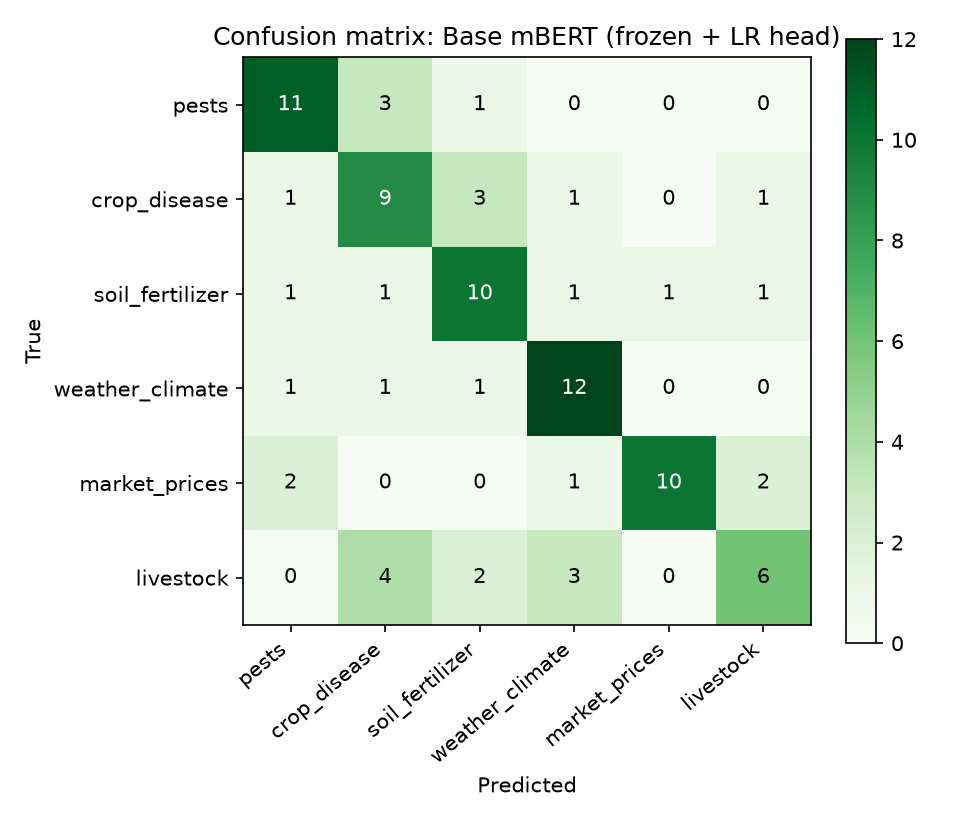 Confusion matrix: Base mBERT (frozen + LR head)
True
pests 11 3 1 0 0 0
crop_disease 1 9 3 1 0 1
soil_fertilizer 1 1 10 1 1 1
weather_climate 1 1 1 12 0 0
market_prices 2 0 0 1 10 2
livestock 0 4 2 3 0 6
pests crop_disease soil_fertilizer weather_climate market_prices livestock
Predicted
12
10
8
6
4
2
0